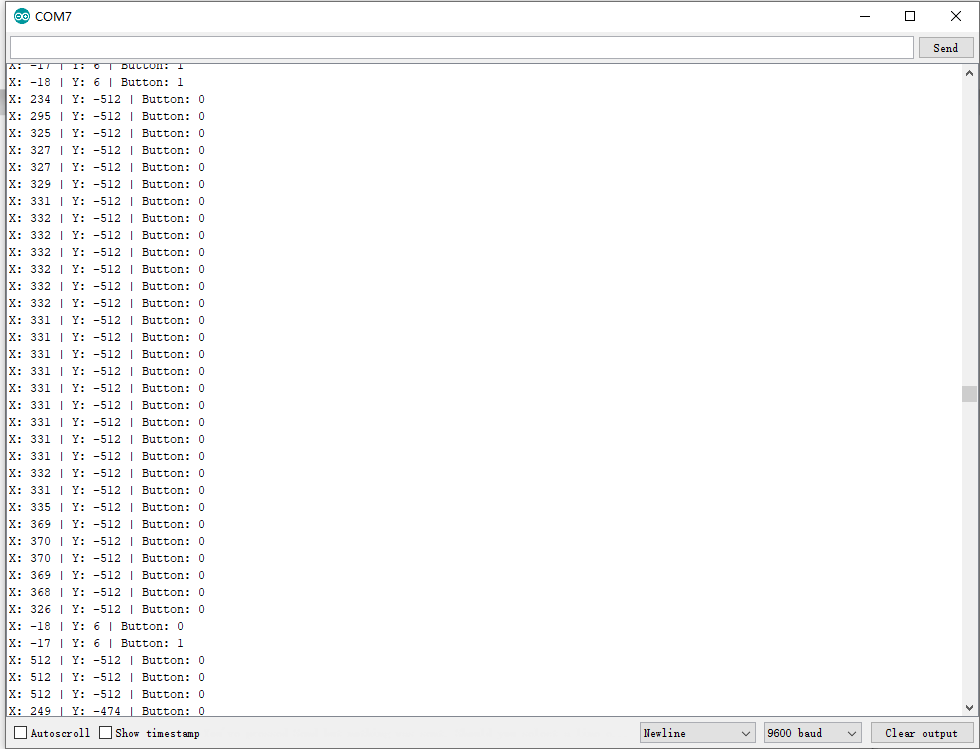 COM7
Send
X: -17 | Y: 6 | Button: 1
X: -18 | Y: 6 | Button: 1
X: 234 | Y: -512 | Button: 0
X: 295 | Y: -512 | Button: 0
X: 325 | Y: -512 | Button: 0
X: 327 | Y: -512 | Button: 0
X: 327 | Y: -512 | Button: 0
X: 329 | Y: -512 | Button: 0
X: 331 | Y: -512 | Button: 0
X: 332 | Y: -512 | Button: 0
X: 332 | Y: -512 | Button: 0
X: 332 | Y: -512 | Button: 0
X: 332 | Y: -512 | Button: 0
X: 332 | Y: -512 | Button: 0
X: 332 | Y: -512 | Button: 0
X: 331 | Y: -512 | Button: 0
X: 331 | Y: -512 | Button: 0
X: 331 | Y: -512 | Button: 0
X: 331 | Y: -512 | Button: 0
X: 331 | Y: -512 | Button: 0
X: 331 | Y: -512 | Button: 0
X: 331 | Y: -512 | Button: 0
X: 331 | Y: -512 | Button: 0
X: 331 | Y: -512 | Button: 0
X: 332 | Y: -512 | Button: 0
X: 331 | Y: -512 | Button: 0
X: 335 | Y: -512 | Button: 0
X: 369 | Y: -512 | Button: 0
X: 370 | Y: -512 | Button: 0
X: 370 | Y: -512 | Button: 0
X: 369 | Y: -512 | Button: 0
X: 368 | Y: -512 | Button: 0
X: 326 | Y: -512 | Button: 0
X: -18 | Y: 6 | Button: 0
X: -17 | Y: 6 | Button: 1
X: 512 | Y: -512 | Button: 0
X: 512 | Y: -512 | Button: 0
X: 512 | Y: -512 | Button: 0
X: 249 | Y: -474 | Button: 0
Autoscroll Show timestamp Newline 9600 baud Clear output